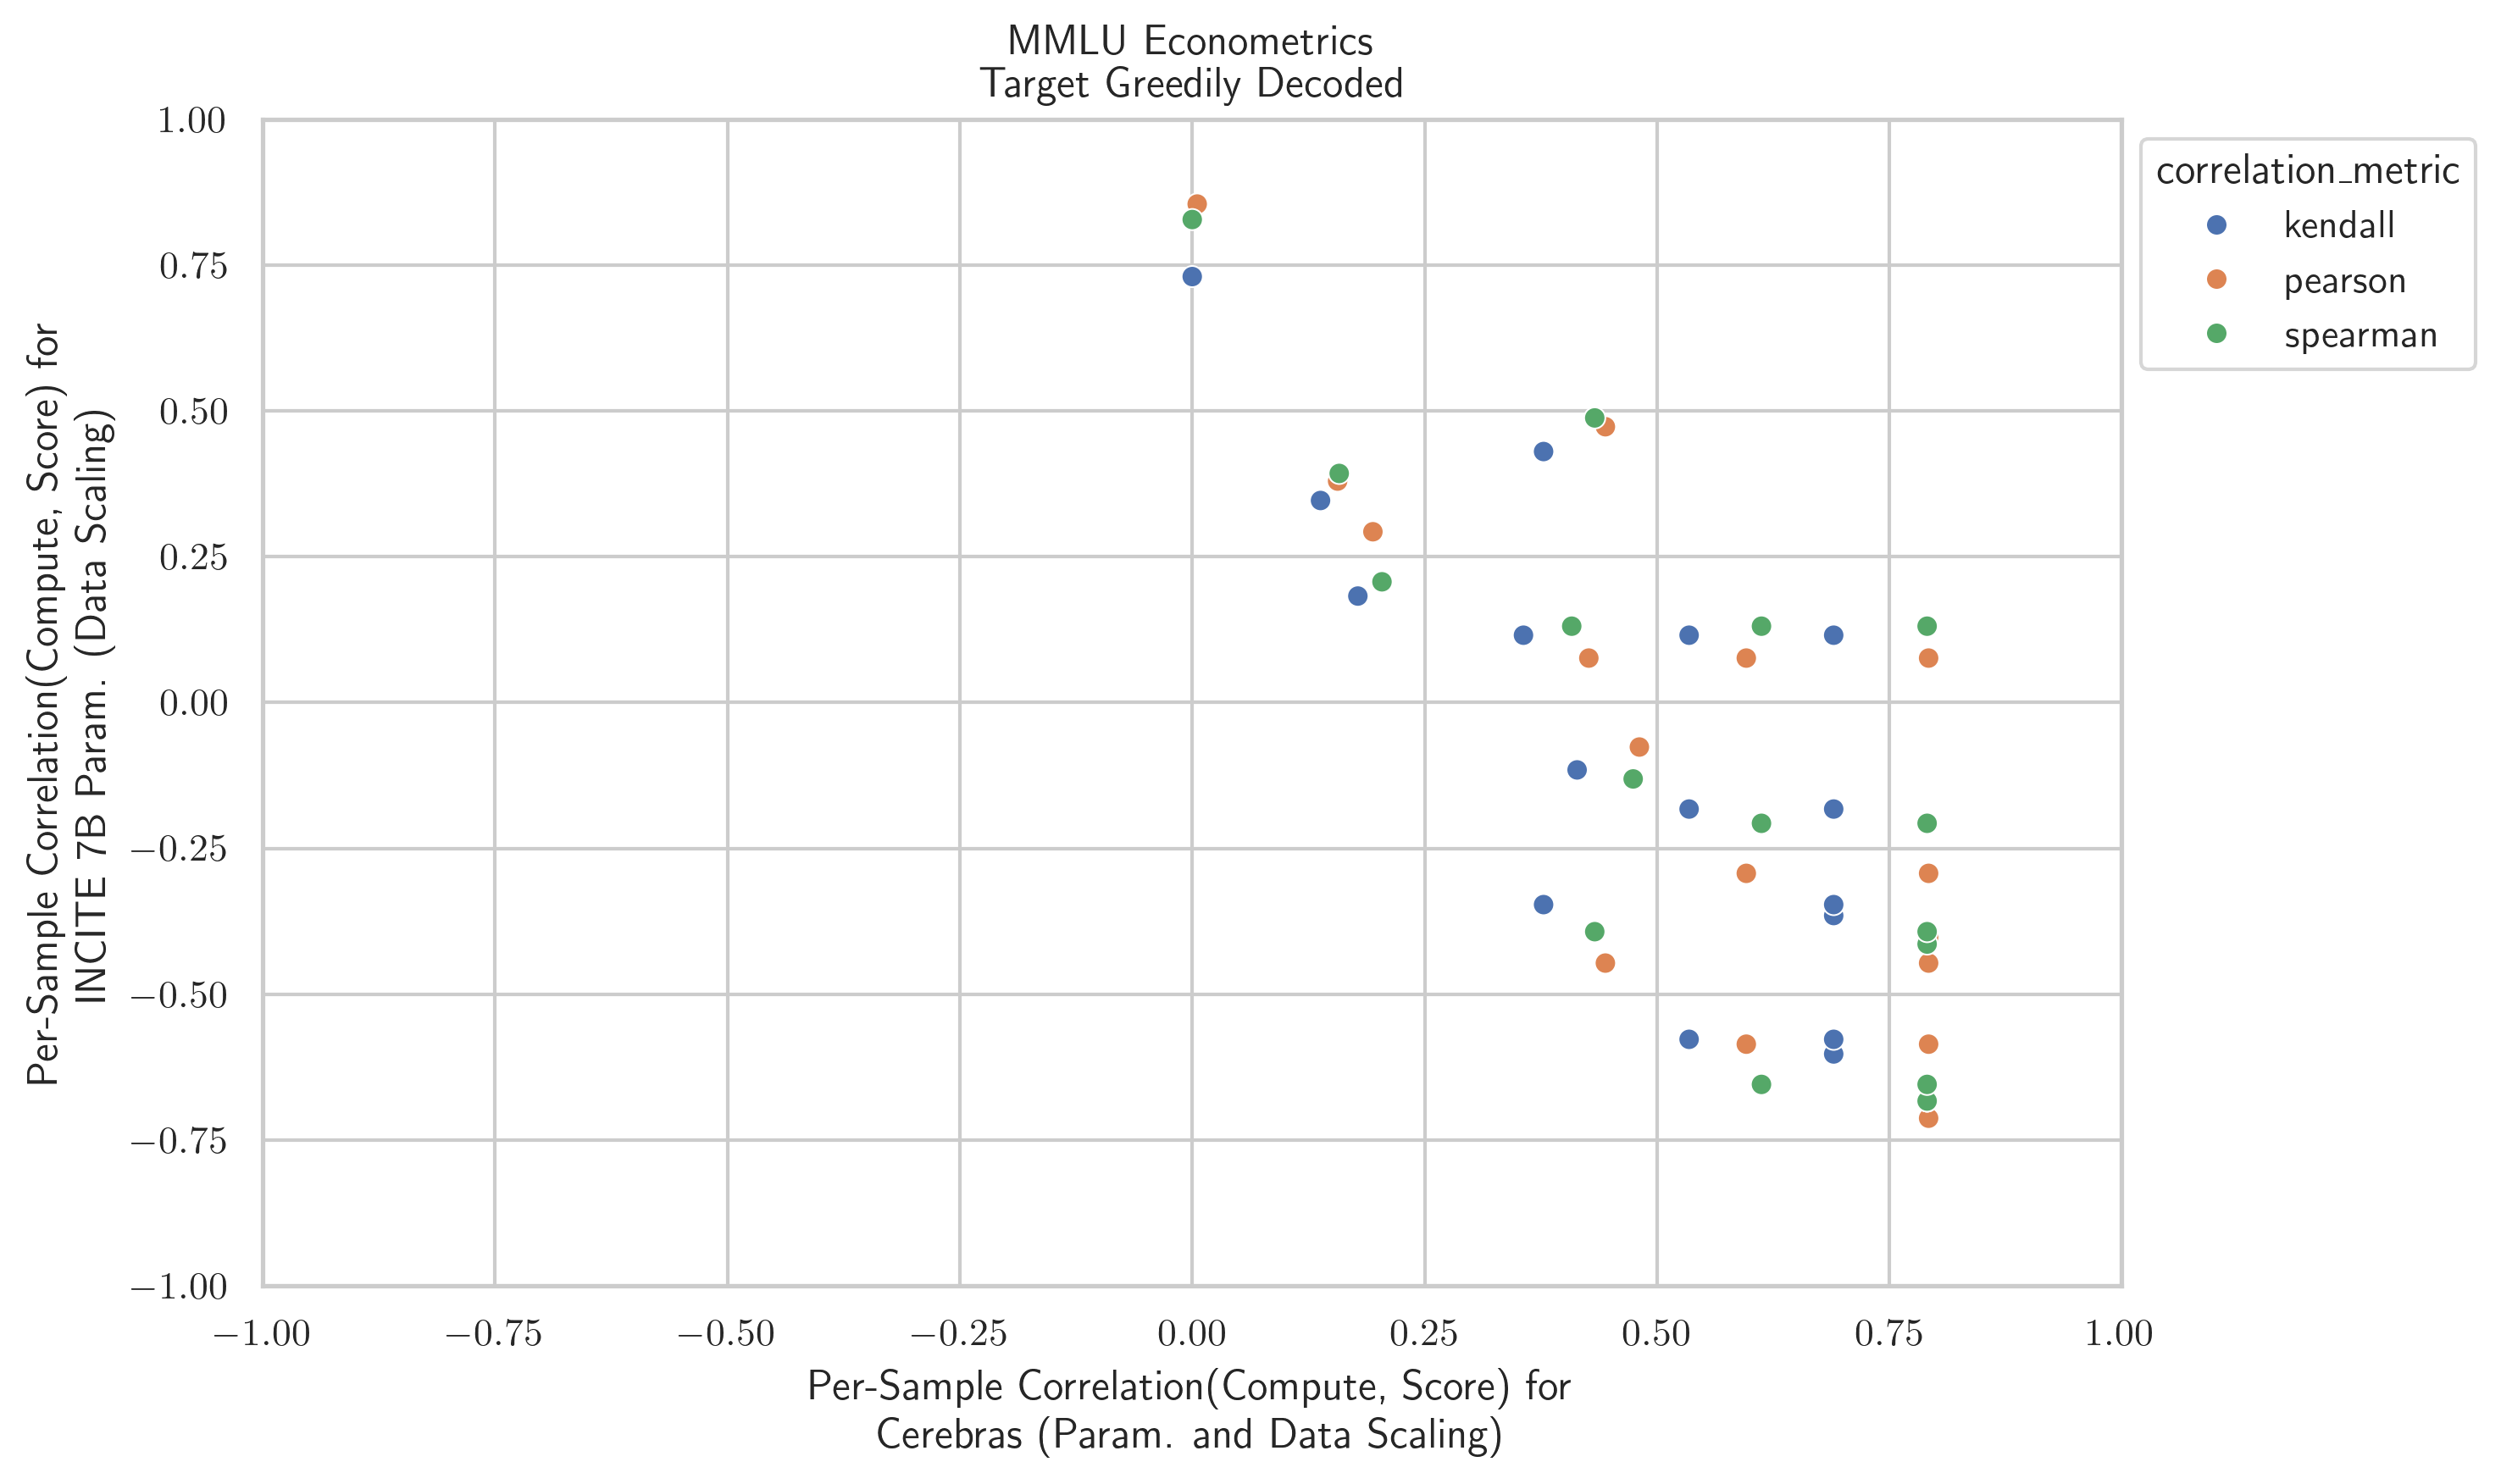 MMLU Econometrics
Target Greedily Decoded
1.00
0.75
0.50
0.25
0.00
−0.25
−0.50
−0.75
−1.00
Per-Sample Correlation(Compute, Score) for
INCITE 7B Param. (Data Scaling)
−1.00 −0.75 −0.50 −0.25 0.00 0.25 0.50 0.75 1.00
Per-Sample Correlation(Compute, Score) for
Cerebras (Param. and Data Scaling)
correlation_metric
kendall
pearson
spearman